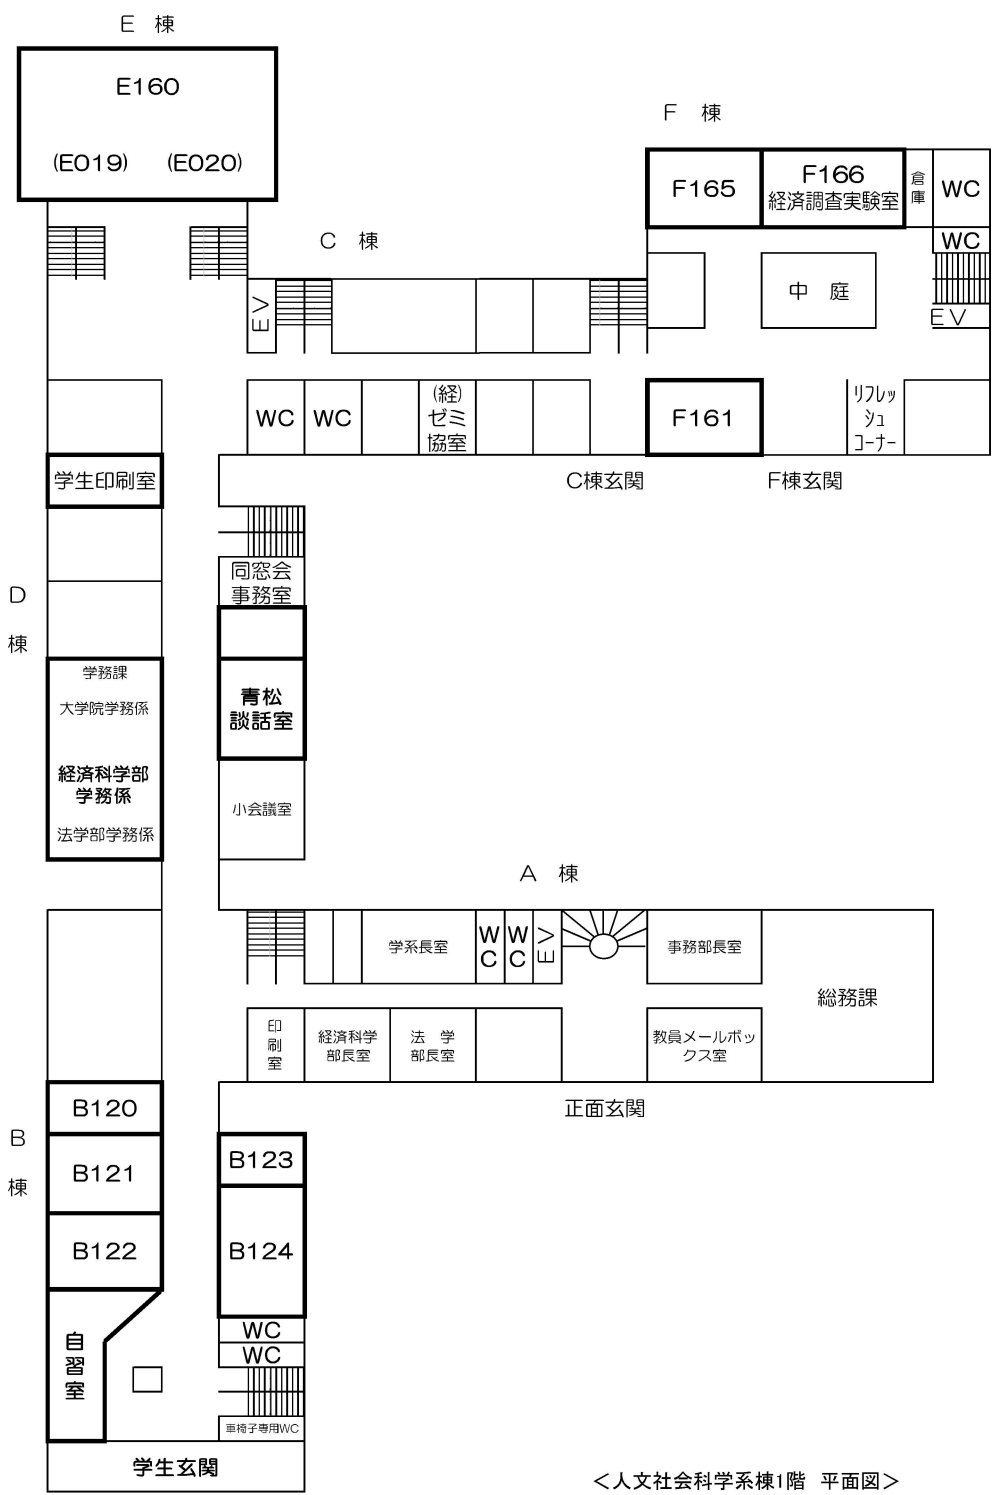 E 棟
E160
(E019) (E020)
F 棟
F165
F166
経済調査実験室
倉
庫
WC
WC
C 棟
EV
中 庭
EV
WC
WC
(経)
ゼミ
協室
F161
リフレッ
シュ
コーナー
学生印刷室
C棟玄関
F棟玄関
同窓会
事務室
D
棟
学務課
大学院学務係
経済科学部
学務係
法学部学務係
青松
談話室
小会議室
A 棟
学系長室
WC
WC
EV
事務部長室
総務課
印
刷
室
経済科学
部長室
法 学
部長室
教員メールボッ
クス室
正面玄関
B120
B
棟
B121
B122
B123
B124
自
習
室
WC
WC
車椅子専用WC
学生玄関
＜人文社会科学系棟1階 平面図＞